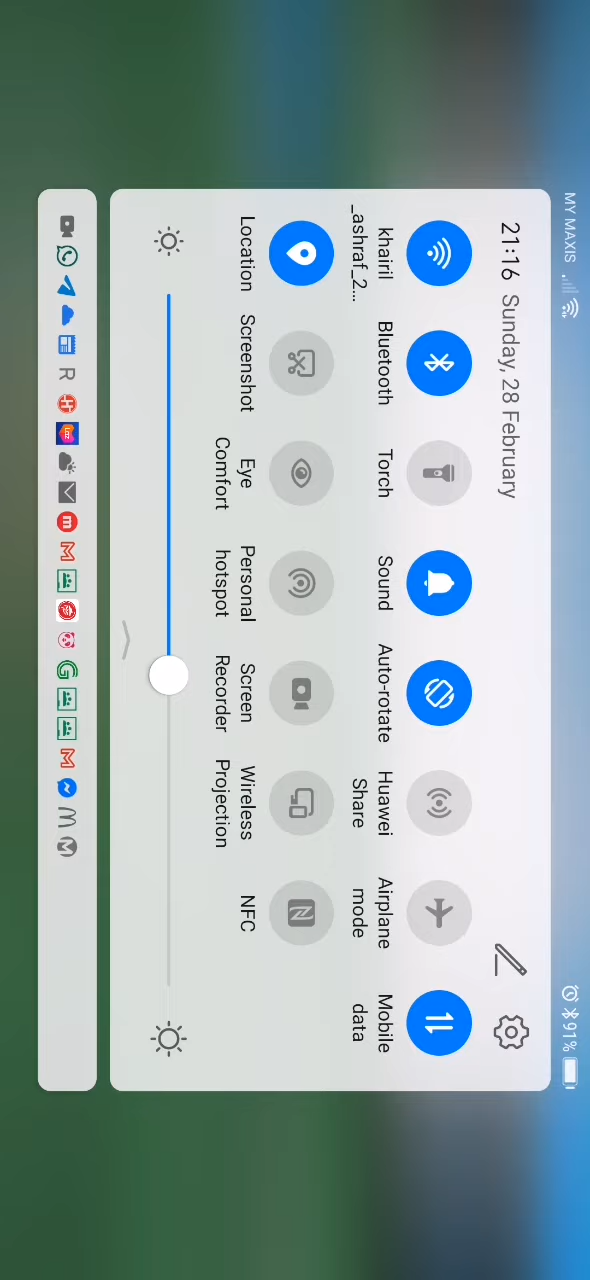 MY MAXIS
91%
21:16 Sunday, 28 February
khairil
_ashraf_2...
Bluetooth
Torch
Sound
Auto-rotate
Huawei
Share
Airplane
mode
Mobile
data
Location
Screenshot
Eye
Comfort
Personal
hotspot
Screen
Recorder
Wireless
Projection
NFC